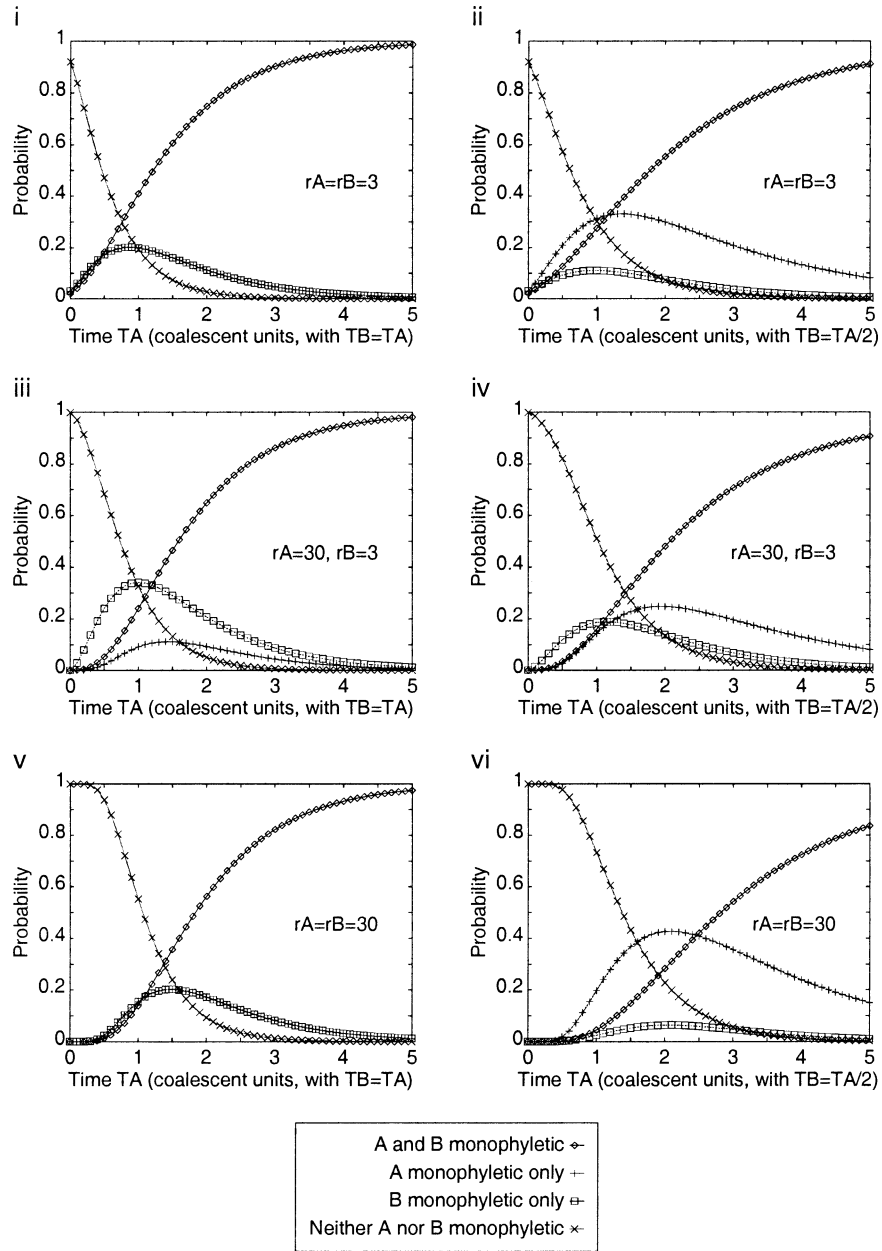 i
Probability
1
0.8
0.6
0.4
0.2
0
0 1 2 3 4 5
rA=rB=3
Time TA (coalescent units, with TB=TA)
ii
Probability
1
0.8
0.6
0.4
0.2
0
0 1 2 3 4 5
rA=rB=3
Time TA (coalescent units, with TB=TA/2)
iii
Probability
1
0.8
0.6
0.4
0.2
0
0 1 2 3 4 5
rA=30, rB=3
Time TA (coalescent units, with TB=TA)
iv
Probability
1
0.8
0.6
0.4
0.2
0
0 1 2 3 4 5
rA=30, rB=3
Time TA (coalescent units, with TB=TA/2)
v
Probability
1
0.8
0.6
0.4
0.2
0
0 1 2 3 4 5
rA=rB=30
Time TA (coalescent units, with TB=TA)
vi
Probability
1
0.8
0.6
0.4
0.2
0
0 1 2 3 4 5
rA=rB=30
Time TA (coalescent units, with TB=TA/2)
A and B monophyletic
A monophyletic only
B monophyletic only
Neither A nor B monophyletic